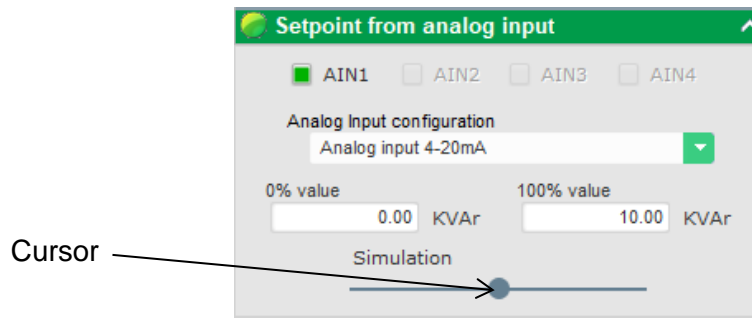 Setpoint from analog input
AIN1 AIN2 AIN3 AIN4
Analog Input configuration
Analog input 4-20mA
0% value 100% value
0.00 KVAr 10.00 KVAr
Cursor
Simulation